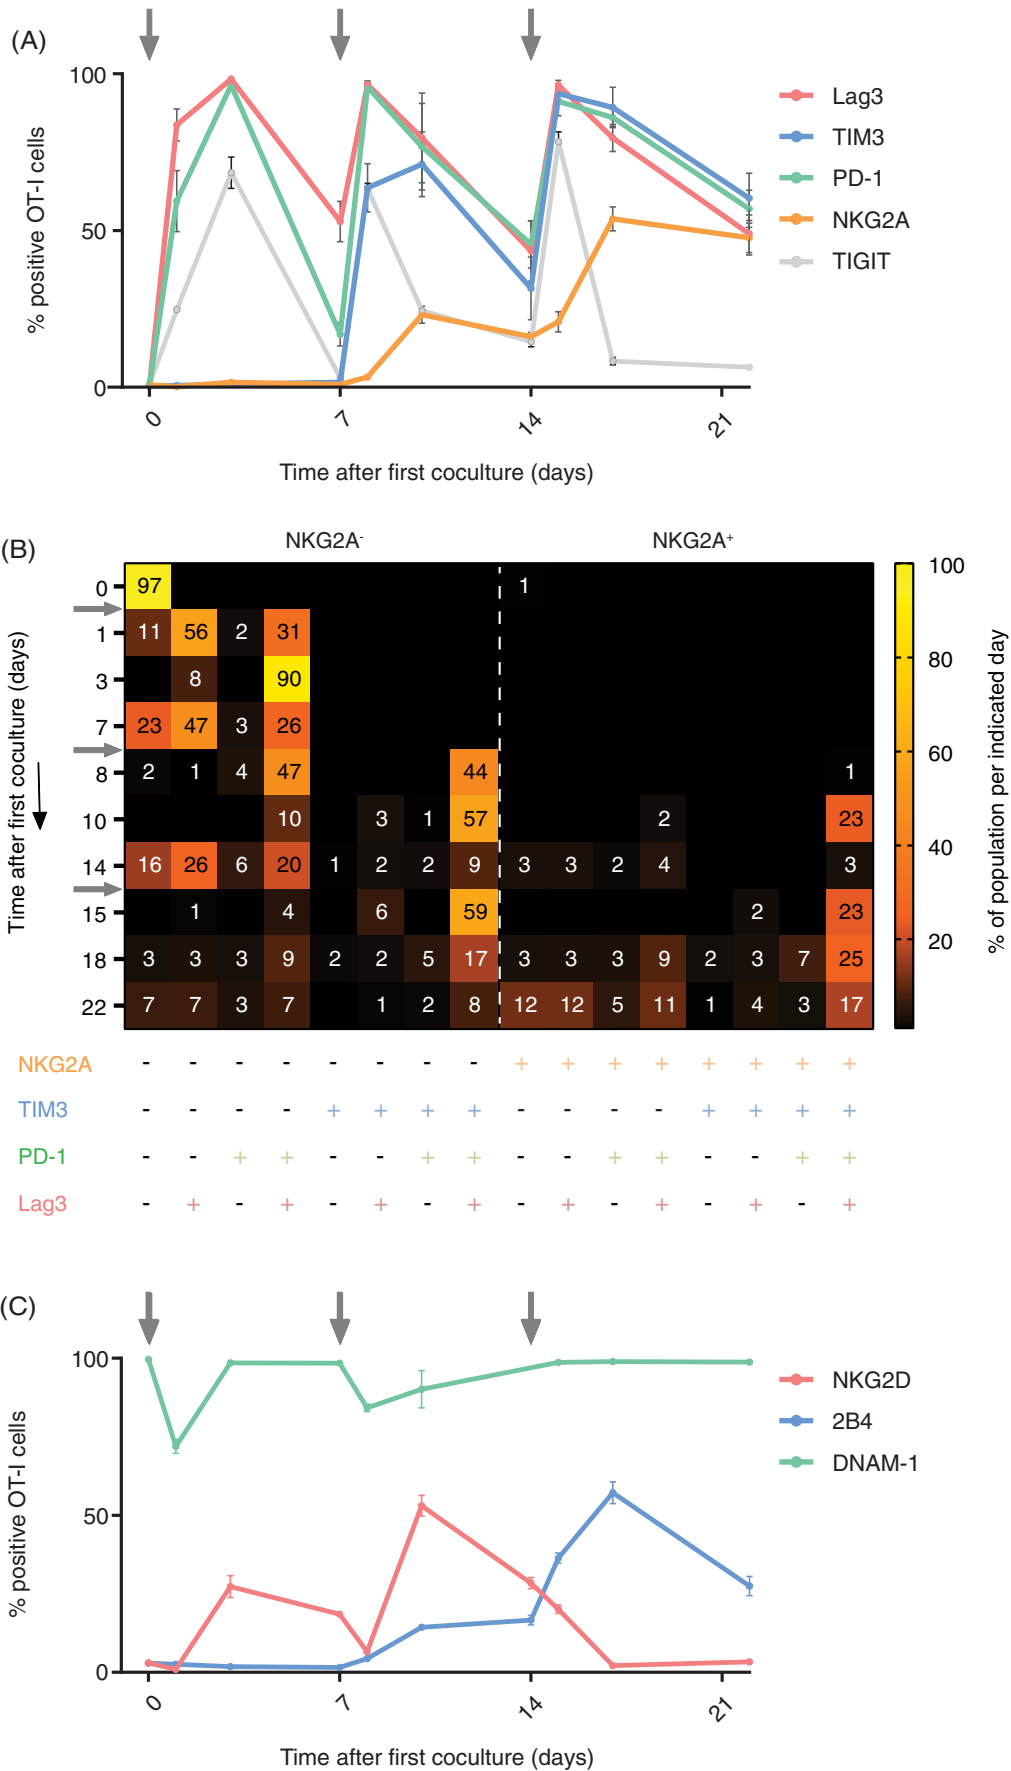 (A)
100
50
0
% positive OT-I cells
0
7
14
21
Time after first coculture (days)
Lag3
TIM3
PD-1
NKG2A
TIGIT
(B)
NKG2A-
NKG2A+
0 97 1
1 11 56 2 31
3 8 90
7 23 47 3 26
8 2 1 4 47 44 1
10 10 3 1 57 2 23
14 16 26 6 20 1 2 2 9 3 3 2 4 3
15 1 4 6 59 2 23
18 3 3 3 9 2 2 5 17 3 3 3 9 2 3 7 25
22 7 7 3 7 1 2 8 12 12 5 11 1 4 3 17
Time after first coculture (days)
100
80
60
40
20
% of population per indicated day
NKG2A - - - - - - - - + + + + + + + +
TIM3 - - - - + + + + - - - - + + + +
PD-1 - - + + - - + + - - + + - - + +
Lag3 - + - + - + - + - + - + - + - +
(C)
100
50
0
% positive OT-I cells
0
7
14
21
Time after first coculture (days)
NKG2D
2B4
DNAM-1